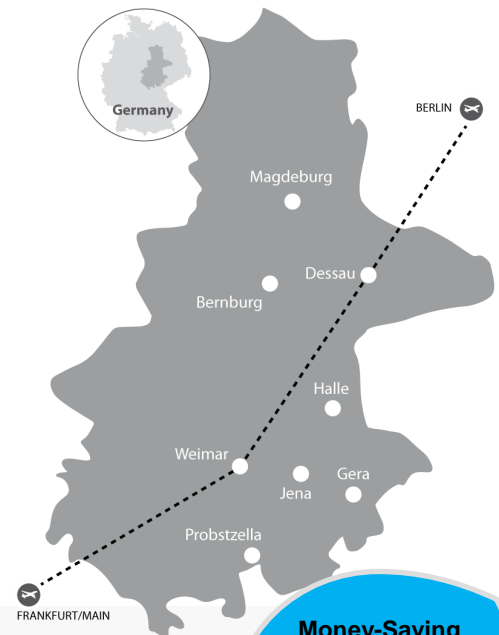 Germany
BERLIN
Magdeburg
Dessau
Bernburg
Halle
Weimar
Jena
Gera
Probstzella
FRANKFURT/MAIN
Money-Saving